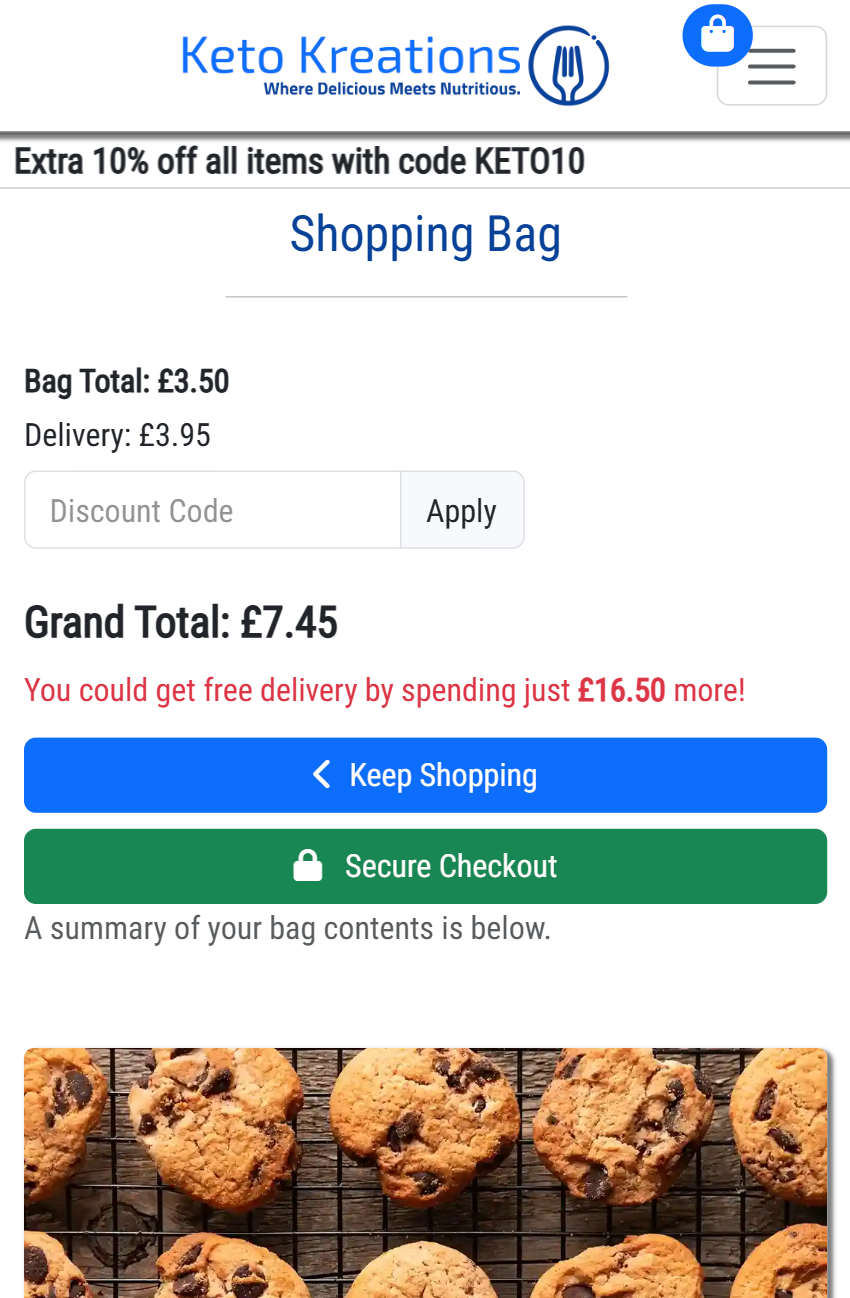 Keto Kreations
Where Delicious Meets Nutritious.
Extra 10% off all items with code KETO10
Shopping Bag
Bag Total: £3.50
Delivery: £3.95
Discount Code Apply
Grand Total: £7.45
You could get free delivery by spending just £16.50 more!
Keep Shopping
Secure Checkout
A summary of your bag contents is below.